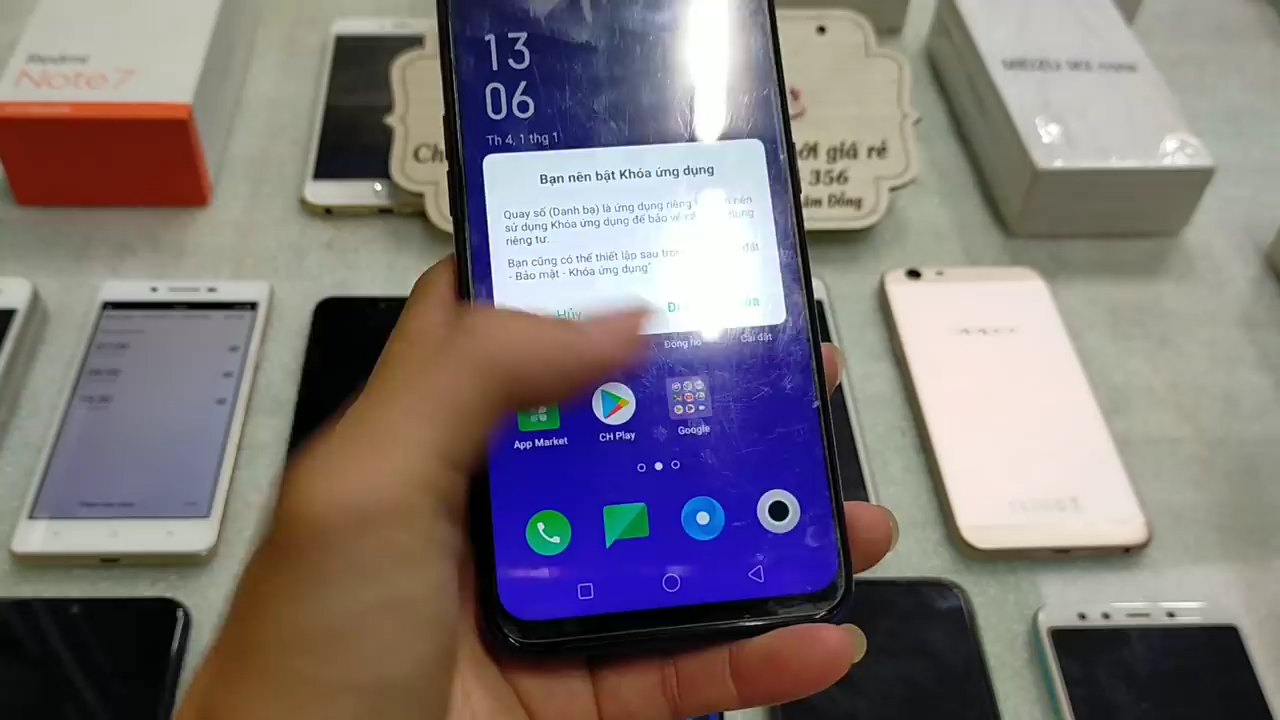 Redmi
Note 7
13
06
Th 4, 1 thg 1
ới giá rẻ
356
Bạn nên bật Khóa ứng dụng
Quay số (Danh bạ) là ứng dụng riêng nên
sử dụng Khóa ứng dụng để bảo vệ
riêng tư.
Bạn cũng có thể thiết lập sau
- Bảo mật - Khóa ứng dụng"
Hủy
Đồng hồ
Cài đặt
App Market
CH Play
Google
oppo